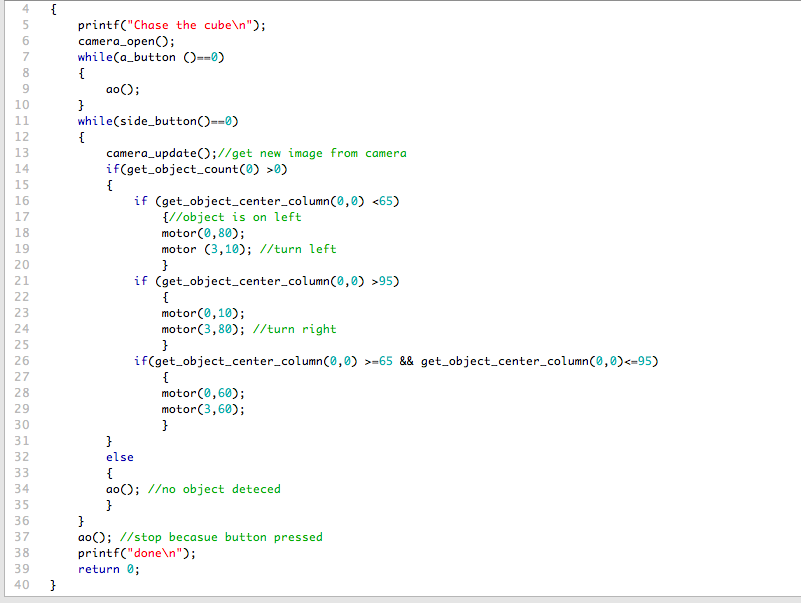 4 {
5 printf("Chase the cube\n");
6 camera_open();
7 while(a_button ()==0)
8 {
9 ao();
10 }
11 while(side_button()==0)
12 {
13 camera_update();//get new image from camera
14 if(get_object_count(0) >0)
15 {
16 if (get_object_center_column(0,0) <65)
17 {//object is on left
18 motor(0,80);
19 motor (3,10); //turn left
20 }
21 if (get_object_center_column(0,0) >95)
22 {
23 motor(0,10);
24 motor(3,80); //turn right
25 }
26 if(get_object_center_column(0,0) >=65 && get_object_center_column(0,0)<=95)
27 {
28 motor(0,60);
29 motor(3,60);
30 }
31 }
32 else
33 {
34 ao(); //no object deteced
35 }
36 }
37 ao(); //stop becasue button pressed
38 printf("done\n");
39 return 0;
40 }